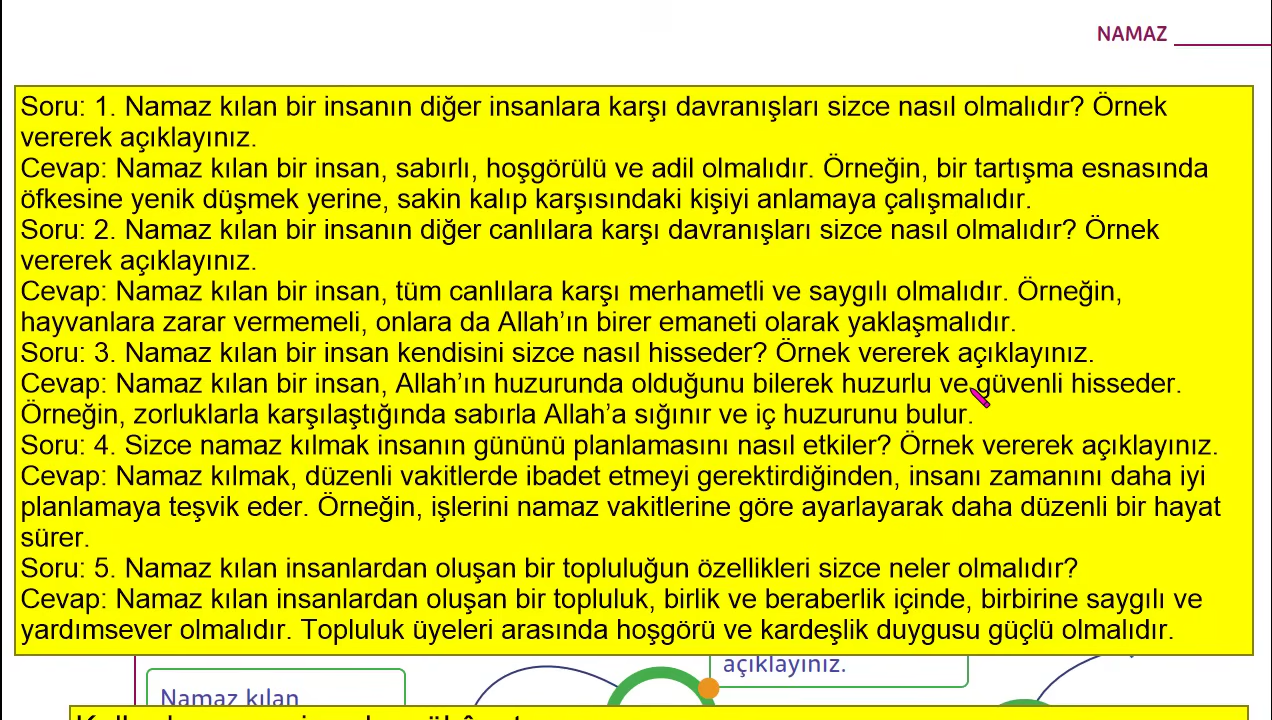 NAMAZ
Soru: 1. Namaz kılan bir insanın diğer insanlara karşı davranışları sizce nasıl olmalıdır? Örnek
vererek açıklayınız.
Cevap: Namaz kılan bir insan, sabırlı, hoşgörülü ve adil olmalıdır. Örneğin, bir tartışma esnasında
öfkesine yenik düşmek yerine, sakin kalıp karşısındaki kişiyi anlamaya çalışmalıdır.
Soru: 2. Namaz kılan bir insanın diğer canlılara karşı davranışları sizce nasıl olmalıdır? Örnek
vererek açıklayınız.
Cevap: Namaz kılan bir insan, tüm canlılara karşı merhametli ve saygılı olmalıdır. Örneğin,
hayvanlara zarar vermemeli, onlara da Allah’ın birer emaneti olarak yaklaşmalıdır.
Soru: 3. Namaz kılan bir insan kendisini sizce nasıl hisseder? Örnek vererek açıklayınız.
Cevap: Namaz kılan bir insan, Allah’ın huzurunda olduğunu bilerek huzurlu ve güvenli hisseder.
Örneğin, zorluklarla karşılaştığında sabırla Allah’a sığınır ve iç huzurunu bulur.
Soru: 4. Sizce namaz kılmak insanın gününü planlamasını nasıl etkiler? Örnek vererek açıklayınız.
Cevap: Namaz kılmak, düzenli vakitlerde ibadet etmeyi gerektirdiğinden, insanı zamanını daha iyi
planlamaya teşvik eder. Örneğin, işlerini namaz vakitlerine göre ayarlayarak daha düzenli bir hayat
sürer.
Soru: 5. Namaz kılan insanlardan oluşan bir topluluğun özellikleri sizce neler olmalıdır?
Cevap: Namaz kılan insanlardan oluşan bir topluluk, birlik ve beraberlik içinde, birbirine saygılı ve
yardımsever olmalıdır. Topluluk üyeleri arasında hoşgörü ve kardeşlik duygusu güçlü olmalıdır.
açıklayınız.
Namaz kılan